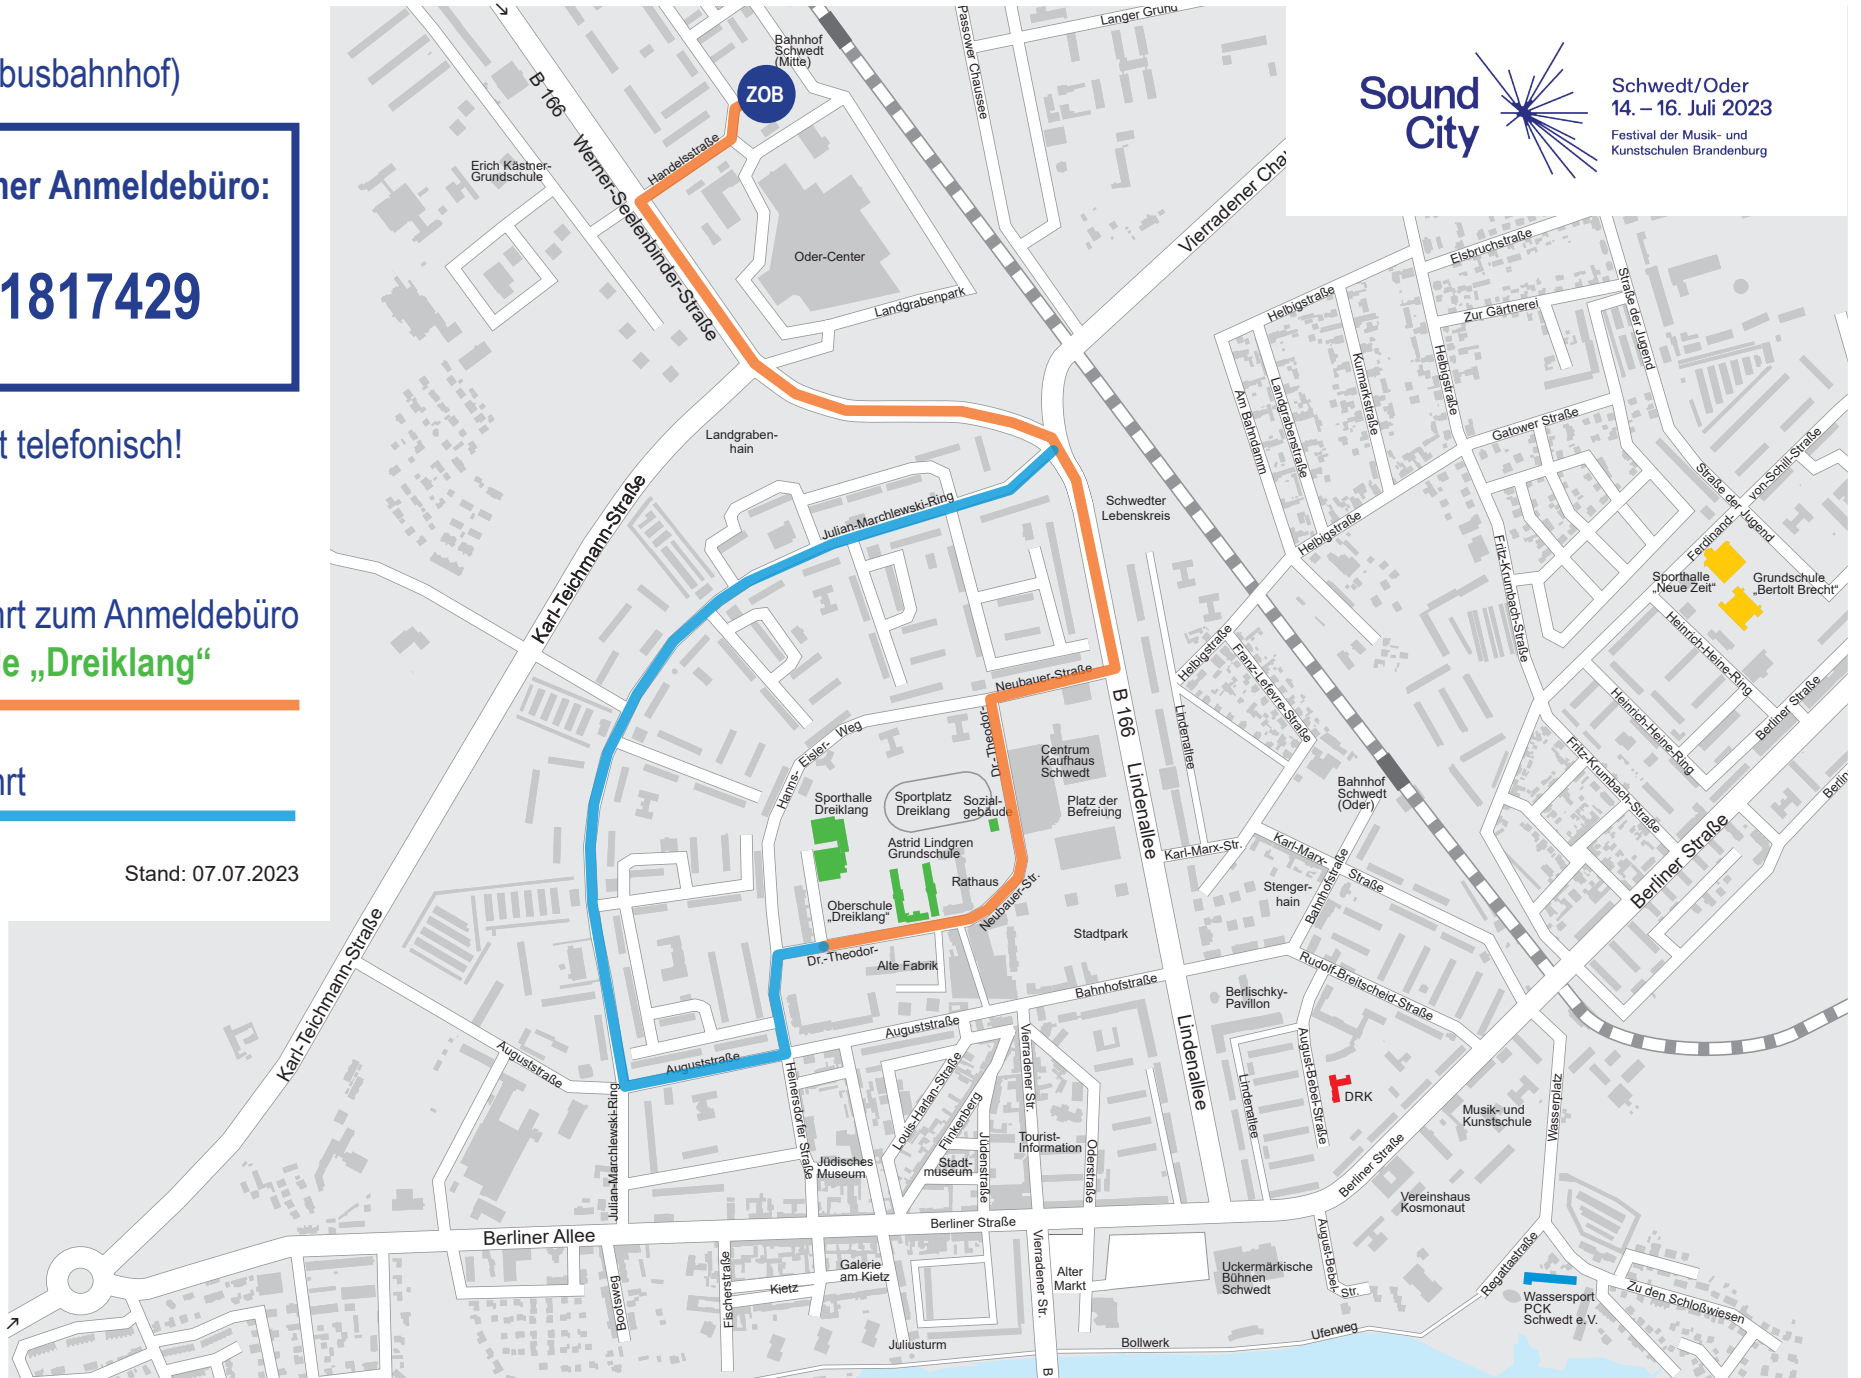 busbahnhof)
ner Anmeldebüro:
1817429
t telefonisch!
hrt zum Anmeldebüro
ie „Dreiklang“
hrt
Stand: 07.07.2023
Sound
City
Schwedt/Oder
14. – 16. Juli 2023
Festival der Musik- und
Kunstschulen Brandenburg
Bahnhof
Schwedt
(Mitte)
ZOB
B 166
Werner-Seelenbinder-Straße
Handelsstraße
Erich Kästner-
Grundschule
Oder-Center
Landgrabenpark
Passower Chaussee
Langer Grund
Vierradener Cha
Landgraben-
hain
Karl-Teichmann-Straße
Julian-Marchlewski-Ring
Schwedter
Lebenskreis
Elsbruchstraße
Helbigstraße
Zur Gärtnerei
Straße der Jugend
Helbigstraße
Kurmarkstraße
Landgrabenstraße
Am Bahndamm
Gatower Straße
Helbigstraße
Straße der Jugend
Ferdinand-
von-Schill-Straße
Sporthalle
„Neue Zeit“
Grundschule
„Bertolt Brecht“
Fritz-Krumbach-Straße
Heinrich-Heine-Ring
Heinrich-Heine-Ring
Berliner Straße
Fritz-Krumbach-Straße
Berlin
Berliner Straße
Helbigstraße
Franz-Lefevre-Straße
Lindenallee
Neubauer-Straße
Dr.-Theodor-
B 166
Lindenallee
Hanns-
Eisler-
Weg
Centrum
Kaufhaus
Schwedt
Platz der
Befreiung
Sporthalle
Dreiklang
Sportplatz
Dreiklang
Sozial-
gebäude
Astrid Lindgren
Grundschule
Rathaus
Oberschule
„Dreiklang“
Neubauer-Str.
Dr.-Theodor-
Alte Fabrik
Stadtpark
Bahnhof
Schwedt
(Oder)
Karl-Marx-Str.
Karl-Marx-
Straße
Stenger-
hain
Bahnhofstraße
Bahnhofstraße
Rudolf-Breitscheid-Straße
Berlischky-
Pavillon
Karl-Teichmann-Straße
Auguststraße
Auguststraße
Auguststraße
Julian-Marchlewski-Ring
Heinersdorfer Straße
Louis-Harlan-Straße
Flinkenberg
Vierradener Str.
Jüdenstraße
Jüdisches
Museum
Stadt-
museum
Tourist-
Information
Oderstraße
Lindenallee
Lindenallee
August-Bebel-Straße
DRK
Musik- und
Kunstschule
Wasserplatz
Berliner Straße
Vereinshaus
Kosmonaut
Berliner Allee
Berliner Straße
Bootsweg
Fischerstraße
Kietz
Galerie
am Kietz
Juliusturm
Vierradener Str.
Alter
Markt
Uckermärkische
Bühnen
Schwedt
August-Bebel-
Str.
Regattastraße
Wassersport
PCK
Schwedt e.V.
Zu den Schloßwiesen
Uferweg
Bollwerk
B